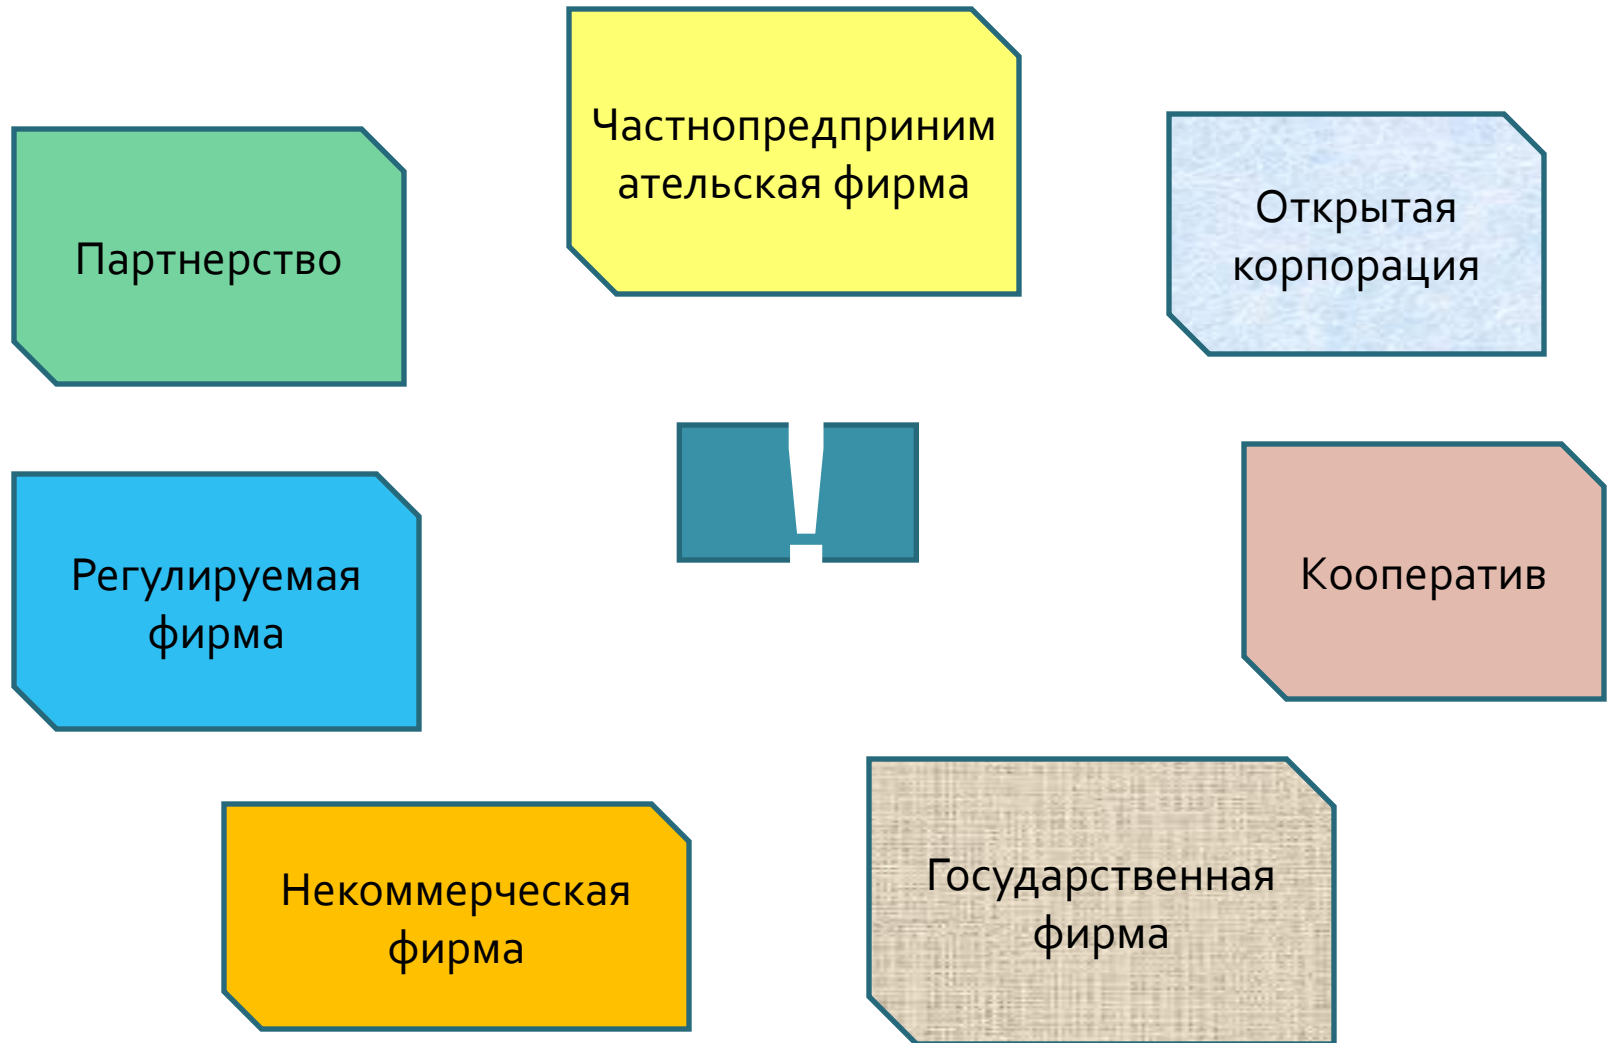 Частнопредприним
ательская фирма
Партнерство
Открытая
корпорация
Регулируемая
фирма
Кооператив
Некоммерческая
фирма
Государственная
фирма